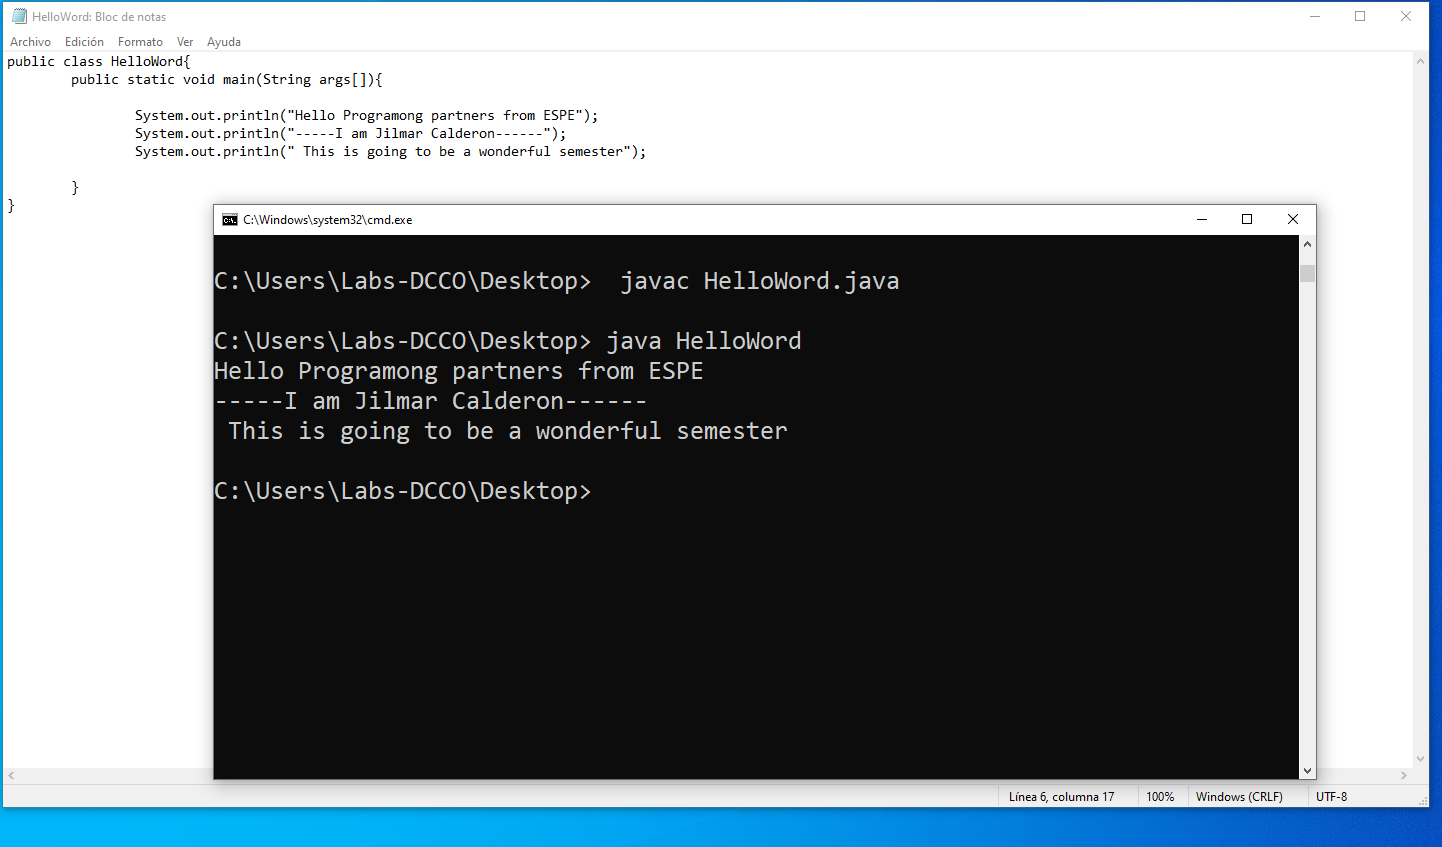 HelloWord: Bloc de notas
Archivo Edición Formato Ver Ayuda
public class HelloWord{
public static void main(String args[]){
System.out.println("Hello Programong partners from ESPE");
System.out.println("-----I am Jilmar Calderon------");
System.out.println(" This is going to be a wonderful semester");
}
}
C:\Windows\system32\cmd.exe
C:\Users\Labs-DCCO\Desktop>  javac HelloWord.java
C:\Users\Labs-DCCO\Desktop> java HelloWord
Hello Programong partners from ESPE
-----I am Jilmar Calderon------
 This is going to be a wonderful semester
C:\Users\Labs-DCCO\Desktop>
Línea 6, columna 17 100% Windows (CRLF) UTF-8